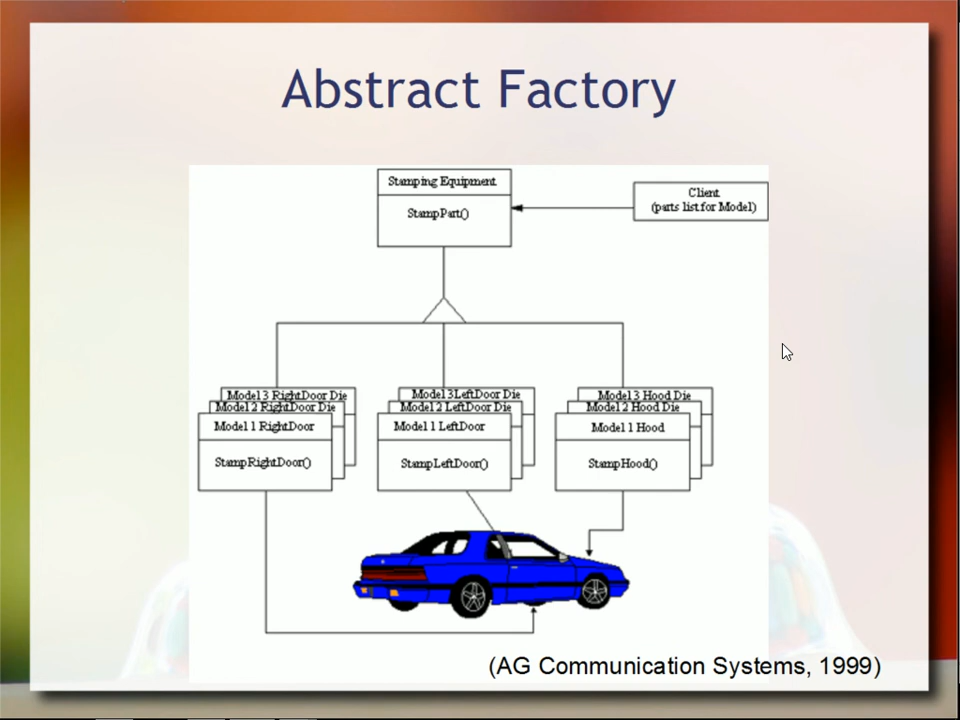 Abstract Factory
Stamping Equipment
StampPart()
Client
(parts list for Model)
Model 3 RightDoor Die
Model 2 RightDoor Die
Model 1 RightDoor
StampRightDoor()
Model 3 LeftDoor Die
Model 2 LeftDoor Die
Model 1 LeftDoor
StampLeftDoor()
Model 3 Hood Die
Model 2 Hood Die
Model 1 Hood
StampHood()
(AG Communication Systems, 1999)